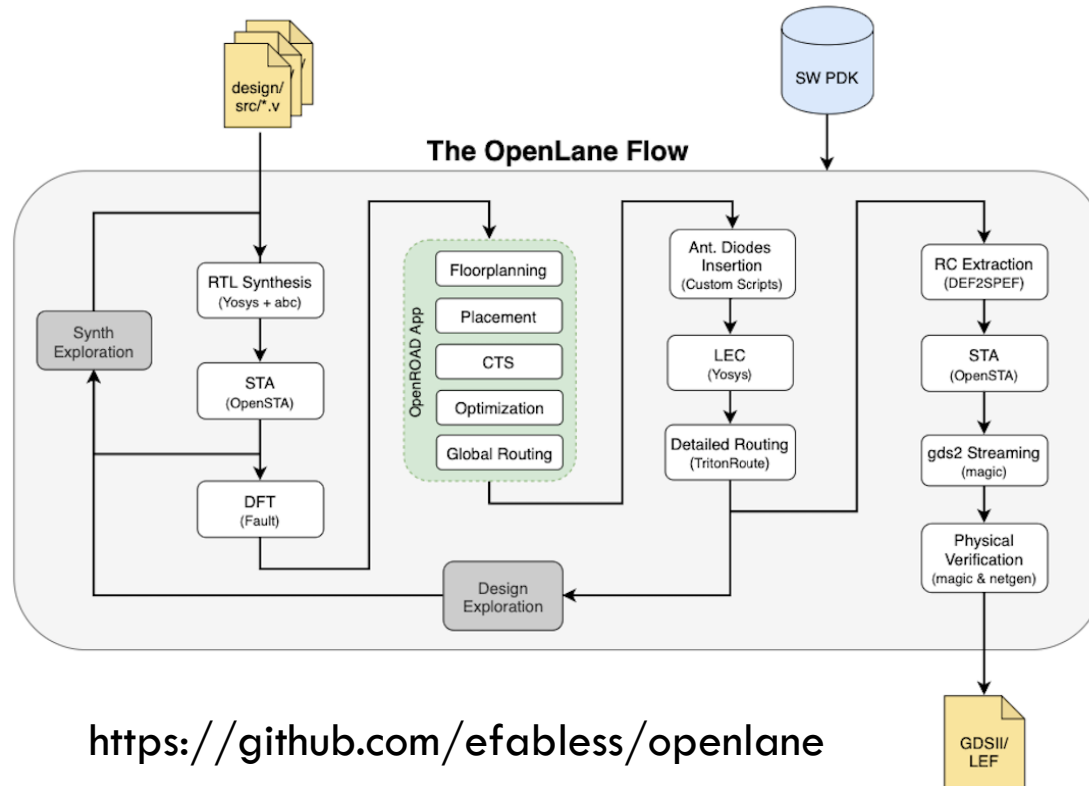 design/
src/*.v
SW PDK
The OpenLane Flow
RTL Synthesis
(Yosys + abc)
Synth
Exploration
STA
(OpenSTA)
DFT
(Fault)
OpenROAD App
Floorplanning
Placement
CTS
Optimization
Global Routing
Ant. Diodes
Insertion
(Custom Scripts)
LEC
(Yosys)
Detailed Routing
(TritonRoute)
Design
Exploration
RC Extraction
(DEF2SPEF)
STA
(OpenSTA)
gds2 Streaming
(magic)
Physical
Verification
(magic & netgen)
GDSII/
LEF
https://github.com/efabless/openlane